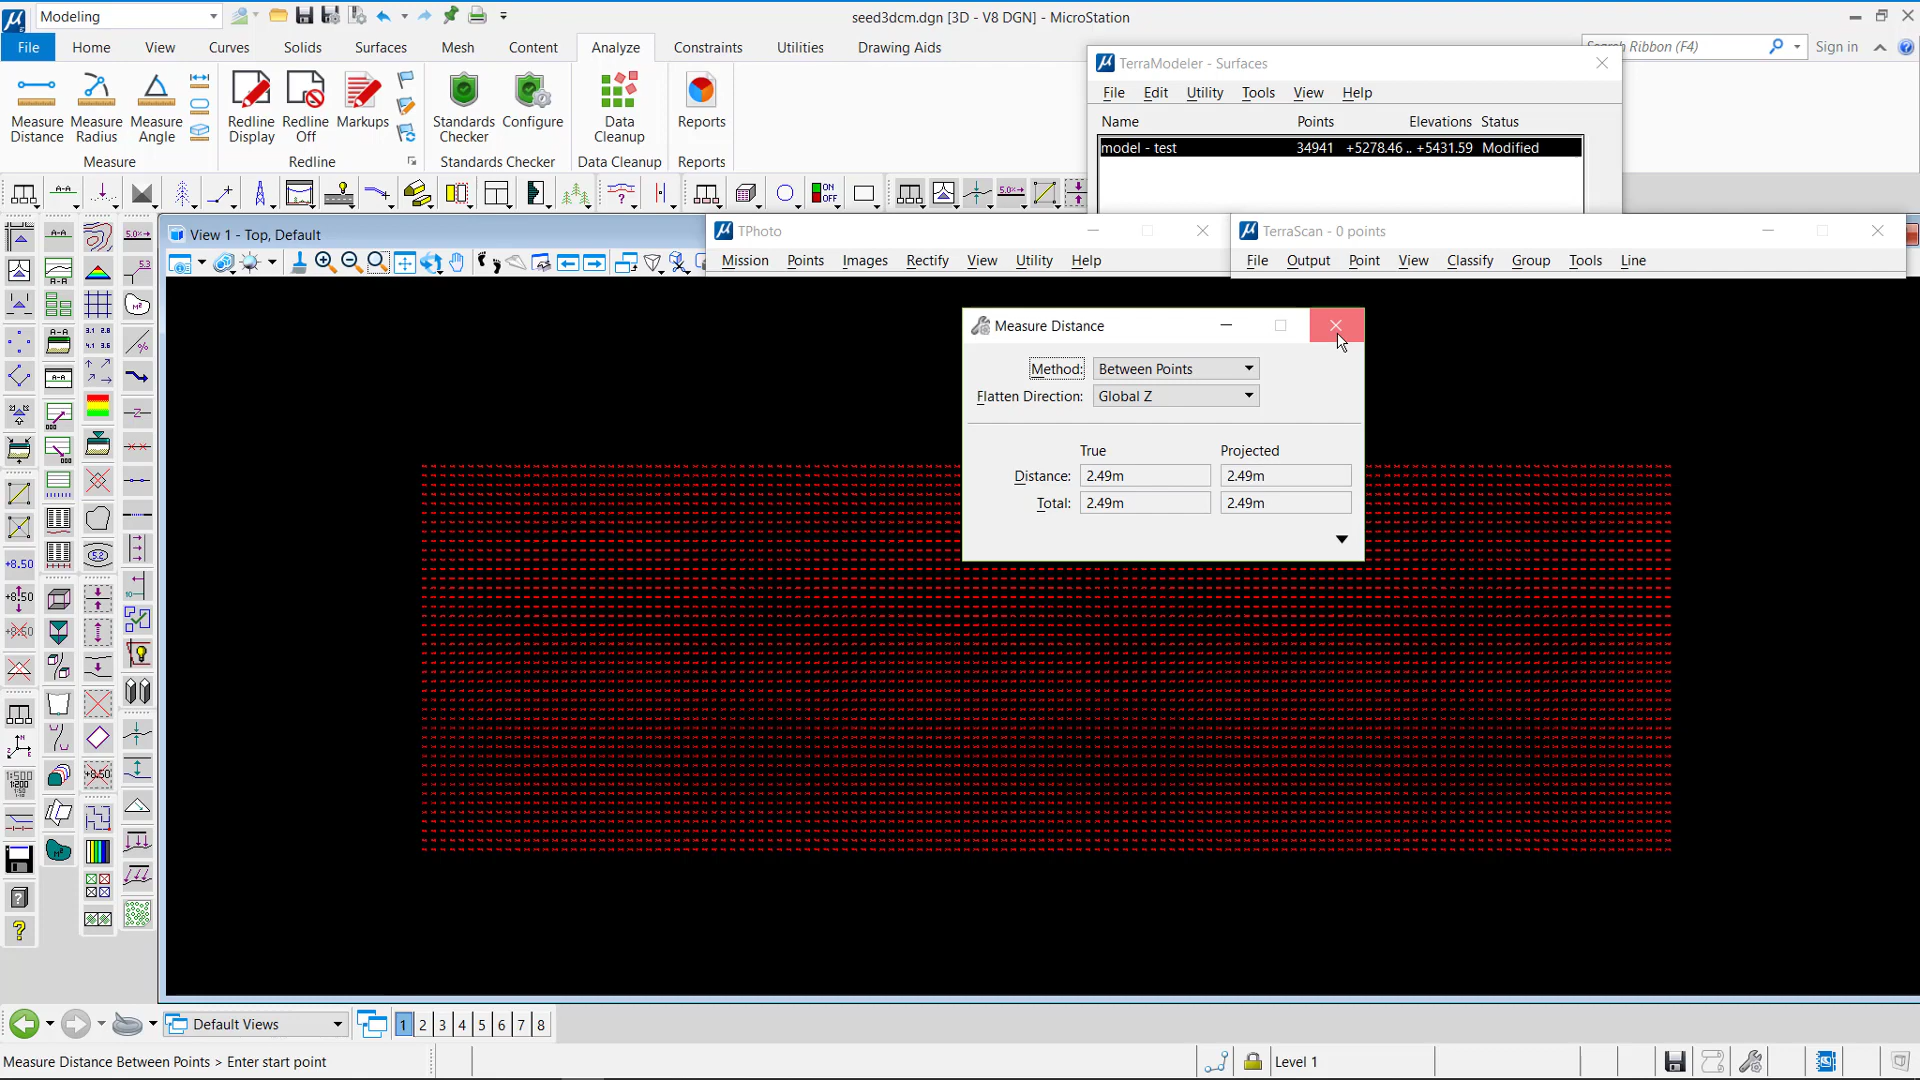 Modeling
seed3dcm.dgn [3D - V8 DGN] - MicroStation
File Home View Curves Solids Surfaces Mesh Content Analyze Constraints Utilities Drawing Aids
Search Ribbon (F4)
Sign in
Measure Distance
Measure Radius
Measure Angle
Redline Display
Redline Off
Markups
Standards Checker
Configure
Data Cleanup
Reports
Measure Redline Standards Checker Data Cleanup Reports
TerraModeler - Surfaces
File Edit Utility Tools View Help
Name Points Elevations Status
model - test 34941 +5278.46 .. +5431.59 Modified
View 1 - Top, Default
TPhoto
Mission Points Images Rectify View Utility Help
TerraScan - 0 points
File Output Point View Classify Group Tools Line
Measure Distance
Method: Between Points
Flatten Direction: Global Z
True Projected
Distance: 2.49m 2.49m
Total: 2.49m 2.49m
Default Views
1 2 3 4 5 6 7 8
Measure Distance Between Points > Enter start point
Level 1